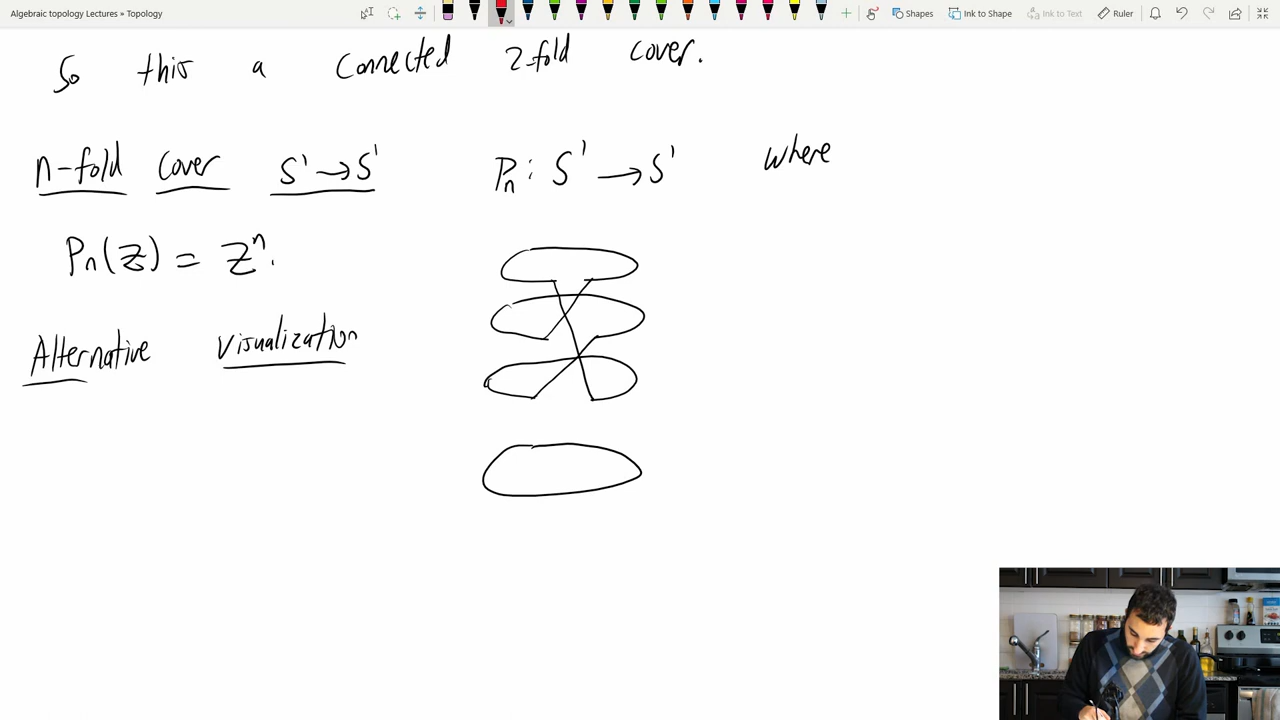 Algebraic topology Lectures – Topology
Shapes
Ink to Shape
Ink to Text
Ruler
So this a connected 2-fold cover.
n-fold cover S¹→S¹ Pₙ: S¹ → S¹ where
Pₙ(z) = zⁿ.
Alternative visualization